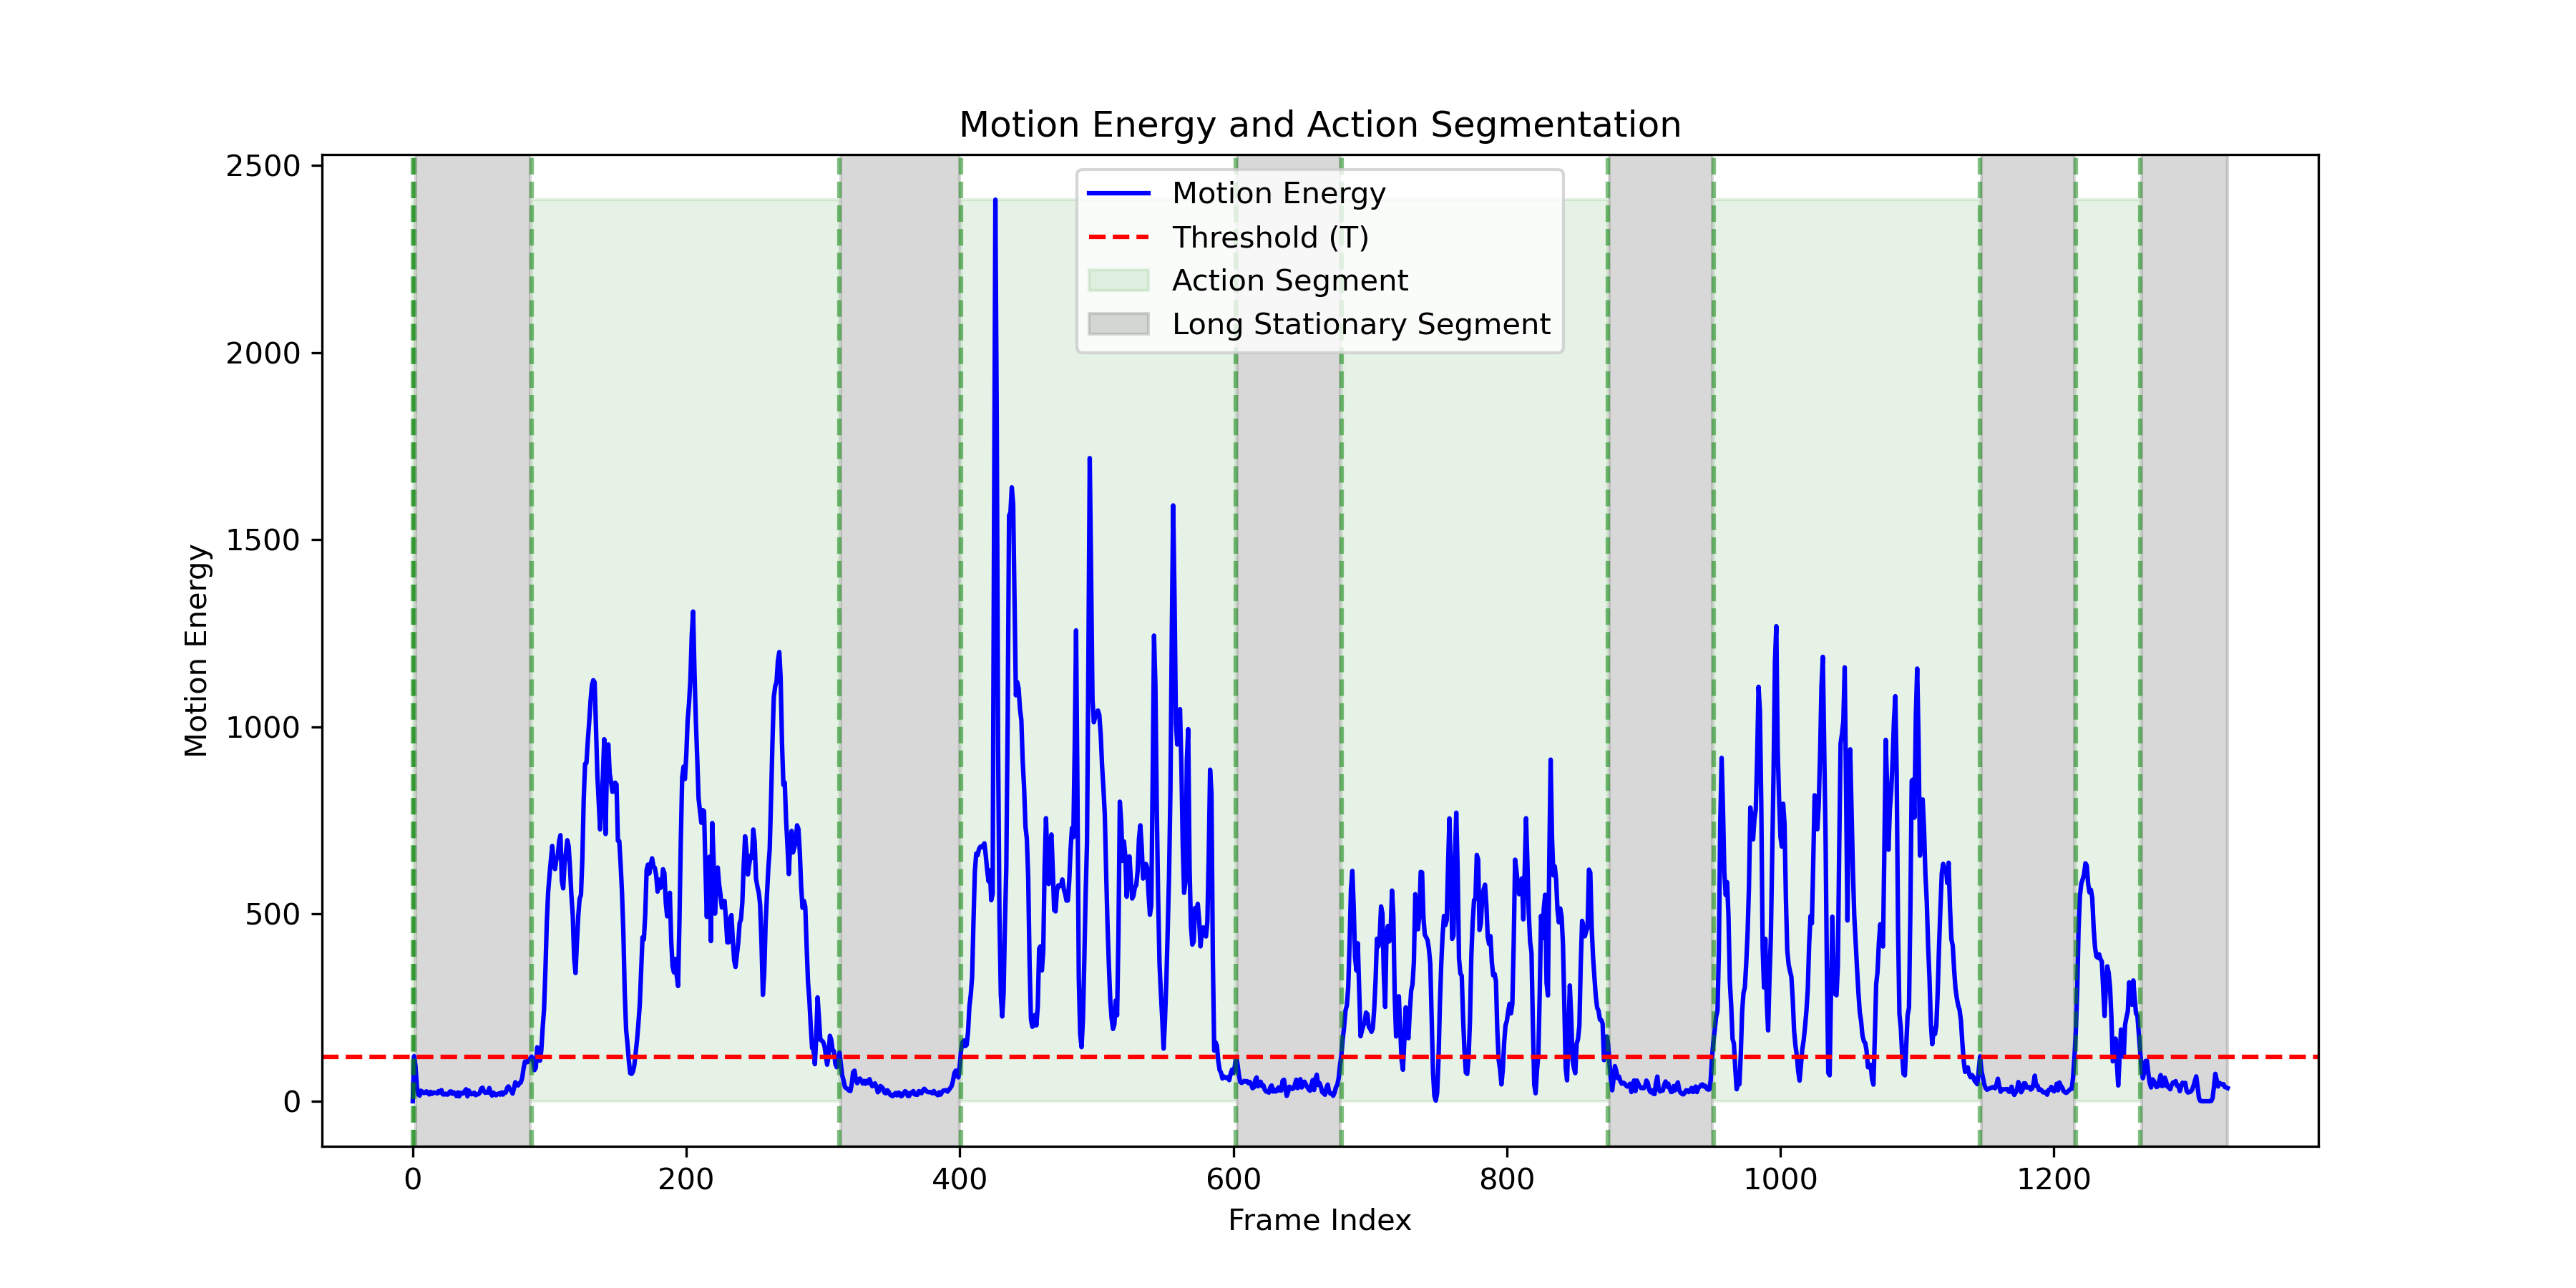 Motion Energy and Action Segmentation
2500
2000
1500
1000
500
0
Motion Energy
Motion Energy
Threshold (T)
Action Segment
Long Stationary Segment
0 200 400 600 800 1000 1200
Frame Index